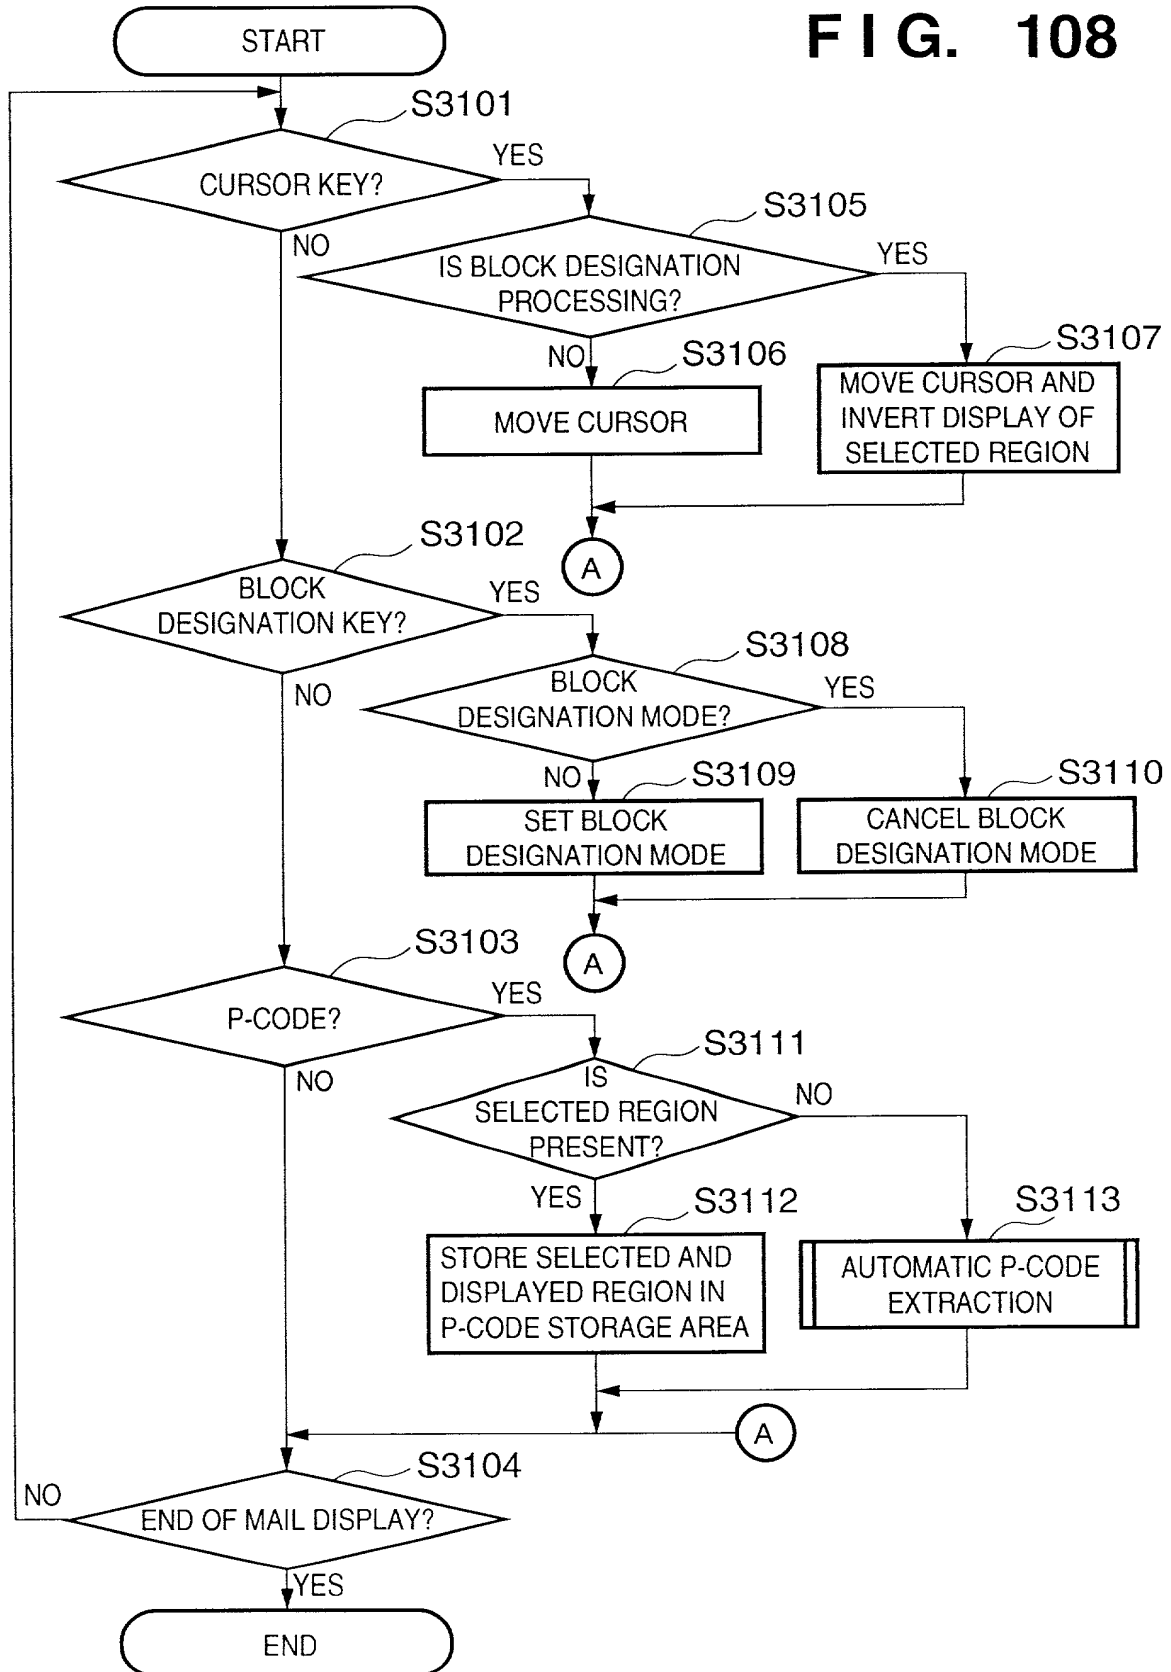 FIG. 108
START
S3101
CURSOR KEY?
YES
NO
S3105
IS BLOCK DESIGNATION
PROCESSING?
YES
NO
S3106
MOVE CURSOR
S3107
MOVE CURSOR AND
INVERT DISPLAY OF
SELECTED REGION
A
S3102
BLOCK
DESIGNATION KEY?
YES
NO
S3108
BLOCK
DESIGNATION MODE?
YES
NO
S3109
SET BLOCK
DESIGNATION MODE
S3110
CANCEL BLOCK
DESIGNATION MODE
A
S3103
P-CODE?
YES
NO
S3111
IS
SELECTED REGION
PRESENT?
NO
YES
S3112
STORE SELECTED AND
DISPLAYED REGION IN
P-CODE STORAGE AREA
S3113
AUTOMATIC P-CODE
EXTRACTION
A
S3104
END OF MAIL DISPLAY?
NO
YES
END